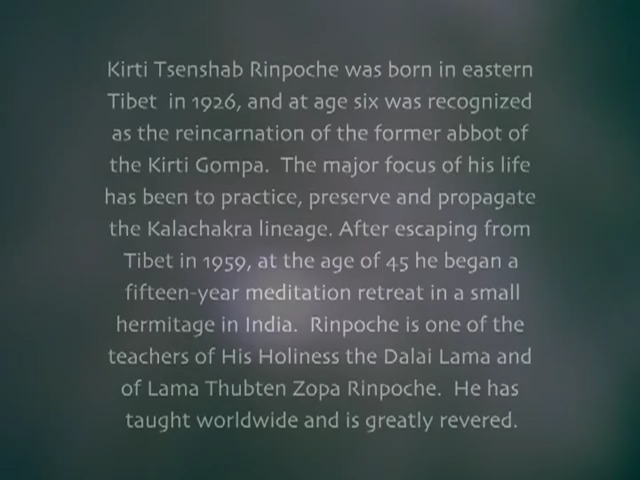 Kirti Tsenshab Rinpoche was born in eastern
Tibet in 1926, and at age six was recognized
as the reincarnation of the former abbot of
the Kirti Gompa. The major focus of his life
has been to practice, preserve and propagate
the Kalachakra lineage. After escaping from
Tibet in 1959, at the age of 45 he began a
fifteen-year meditation retreat in a small
hermitage in India. Rinpoche is one of the
teachers of His Holiness the Dalai Lama and
of Lama Thubten Zopa Rinpoche. He has
taught worldwide and is greatly revered.